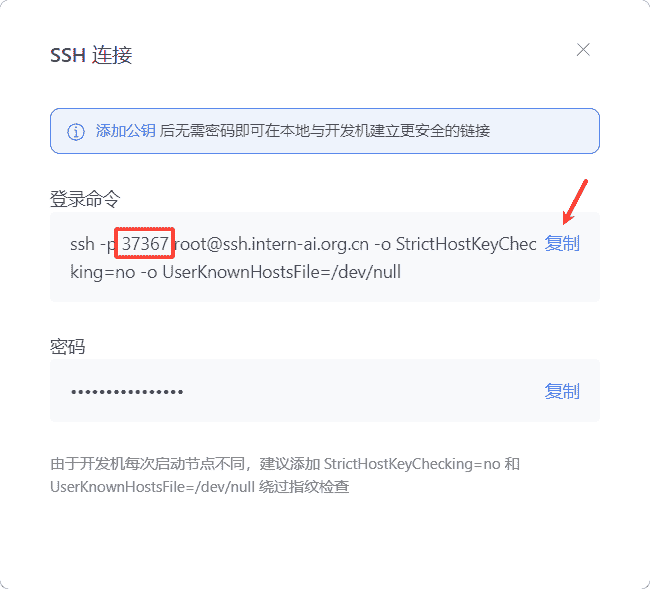 SSH 连接
添加公钥 后无需密码即可在本地与开发机建立更安全的链接
登录命令
ssh -p 37367 root@ssh.intern-ai.org.cn -o StrictHostKeyChec 复制
king=no -o UserKnownHostsFile=/dev/null
密码
•••••••••••••••• 复制
由于开发机每次启动节点不同，建议添加 StrictHostKeyChecking=no 和
UserKnownHostsFile=/dev/null 绕过指纹检查